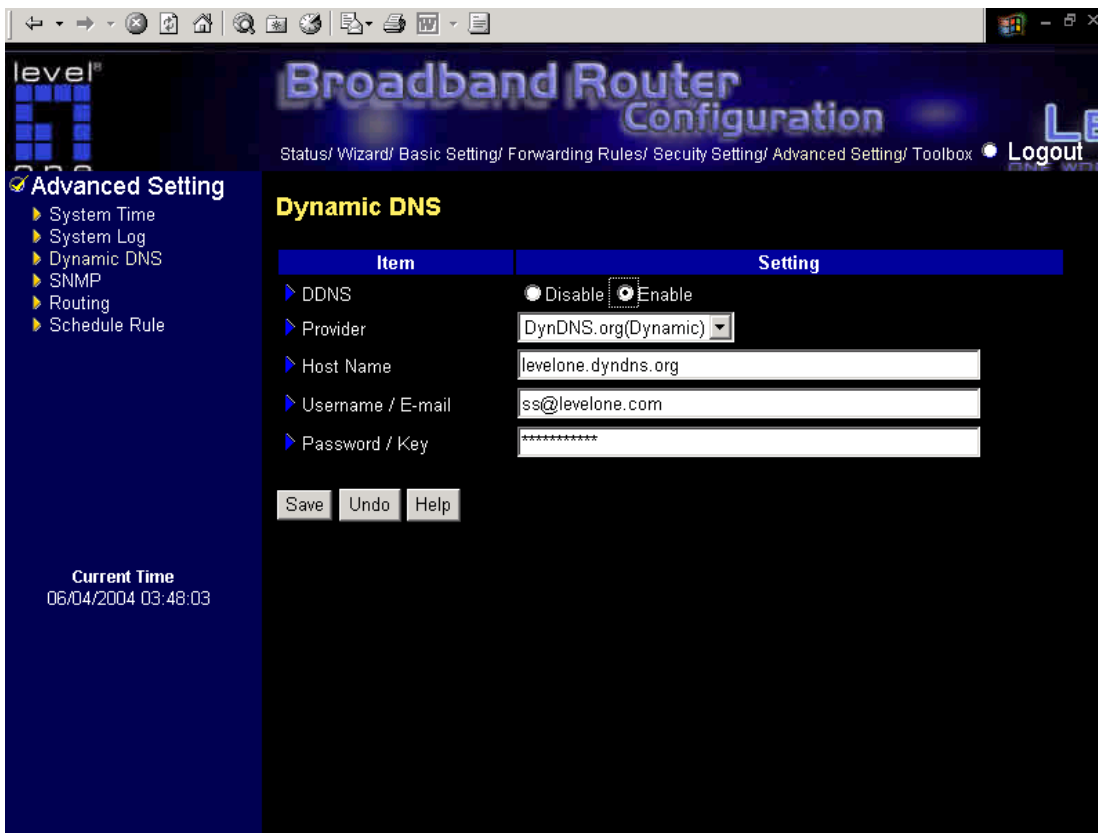 level®
one
Broadband Router
Configuration
Status/ Wizard/ Basic Setting/ Forwarding Rules/ Secuity Setting/ Advanced Setting/ Toolbox Logout
Advanced Setting
System Time
System Log
Dynamic DNS
SNMP
Routing
Schedule Rule
Current Time
06/04/2004 03:48:03
Dynamic DNS
Item Setting
DDNS Disable Enable
Provider DynDNS.org(Dynamic)
Host Name levelone.dyndns.org
Username / E-mail ss@levelone.com
Password / Key ***********
Save Undo Help